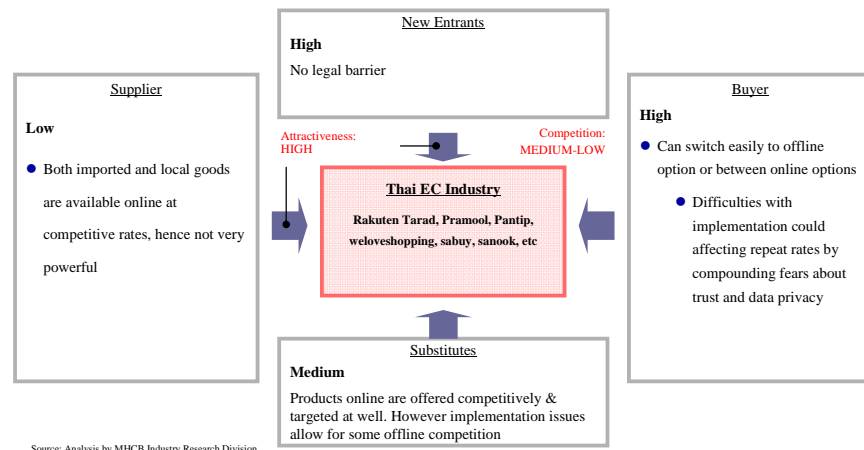 New Entrants
High
No legal barrier
Supplier
Low
Both imported and local goods
are available online at
competitive rates, hence not very
powerful
Attractiveness:
HIGH
Competition:
MEDIUM-LOW
Thai EC Industry
Rakuten Tarad, Pramool, Pantip,
weloveshopping, sabuy, sanook, etc
Buyer
High
Can switch easily to offline
option or between online options
Difficulties with
implementation could
affecting repeat rates by
compounding fears about
trust and data privacy
Substitutes
Medium
Products online are offered competitively &
targeted at well. However implementation issues
allow for some offline competition
Source: Analysis by MHCB Industry Research Division